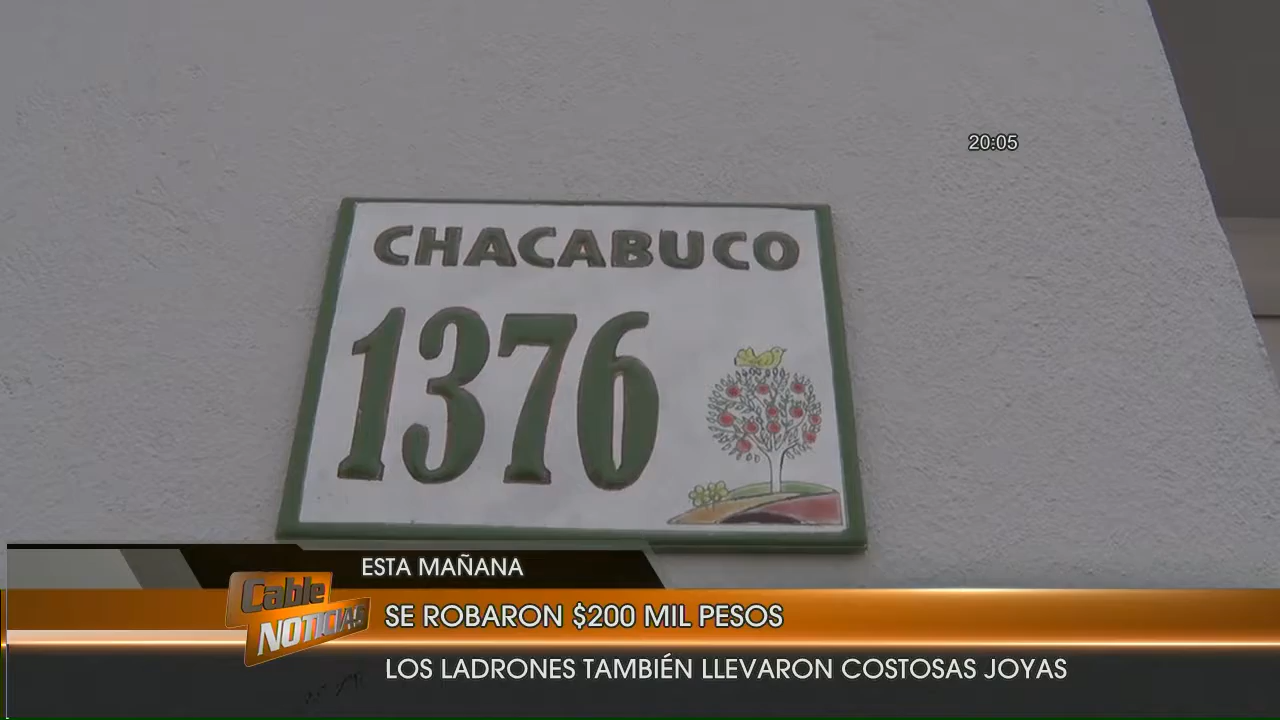 20:05
CHACABUCO
1376
ESTA MAÑANA
Cable
NOTICIAS
SE ROBARON $200 MIL PESOS
LOS LADRONES TAMBIÉN LLEVARON COSTOSAS JOYAS